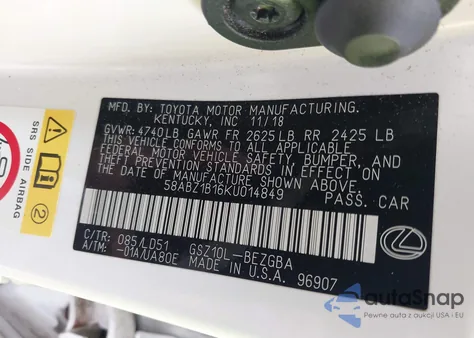 MFD. BY: TOYOTA MOTOR MANUFACTURING.
KENTUCKY, INC 11/18
GVWR: 4740LB GAWR FR 2625 LB RR 2425 LB
THIS VEHICLE CONFORMS TO ALL APPLICABLE
FEDERAL MOTOR VEHICLE SAFETY, BUMPER, AND
THEFT PREVENTION STANDARDS IN EFFECT ON
THE DATE OF MANUFACTURE SHOWN ABOVE.
58ABZ1B16KU014849 PASS. CAR
C/TR: 085/LD51 GSZ10L-BEZGBA
A/TM: -01A/UA80E MADE IN U.S.A. 96907
SRS SIDE AIRBAG
2
autoSnap
Pewne auta z aukcji USA i EU